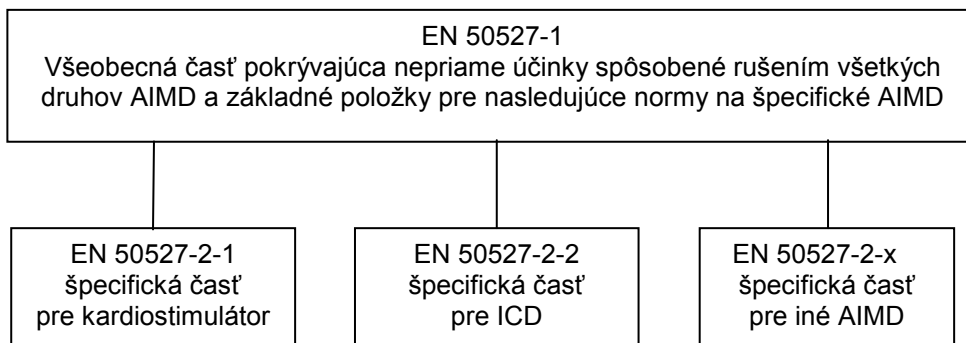 EN 50527-1
Všeobecná časť pokrývajúca nepriame účinky spôsobené rušením všetkých
druhov AIMD a základné položky pre nasledujúce normy na špecifické AIMD
EN 50527-2-1
špecifická časť
pre kardiostimulátor
EN 50527-2-2
špecifická časť
pre ICD
EN 50527-2-x
špecifická časť
pre iné AIMD